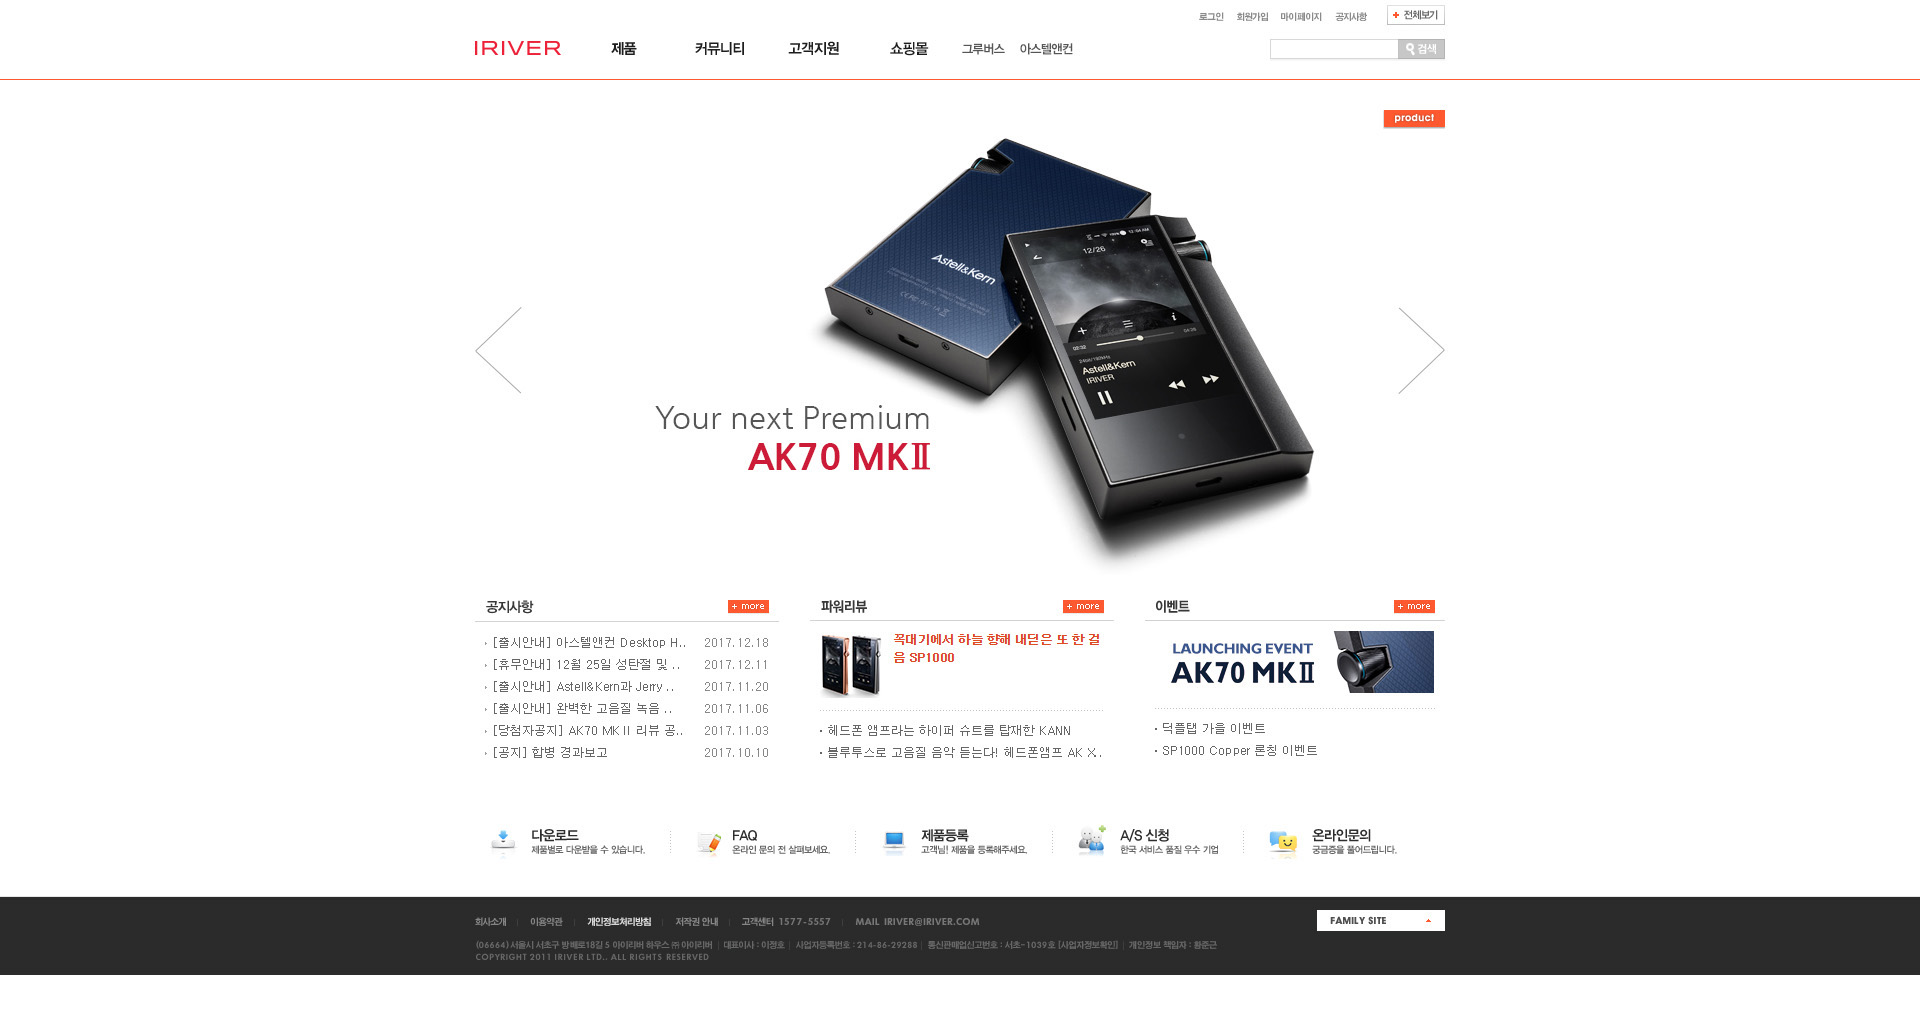 로그인 회원가입 마이페이지 공지사항 전체보기
IRIVER 제품 커뮤니티 고객지원 쇼핑몰 그루버스 아스텔앤컨 검색
product
Astell&Kern
12/26
02:32
04:26
Astell&Kern
IRIVER
Your next Premium
AK70 MKⅡ
공지사항 + more
[출시안내] 아스텔앤컨 Desktop H.. 2017.12.18
[휴무안내] 12월 25일 성탄절 및 .. 2017.12.11
[출시안내] Astell&Kern과 Jerry .. 2017.11.20
[출시안내] 완벽한 고음질 녹음 .. 2017.11.06
[당첨자공지] AK70 MKⅡ 리뷰 공.. 2017.11.03
[공지] 합병 경과보고 2017.10.10
파워리뷰 + more
꼭대기에서 하늘 향해 내딛은 또 한 걸
음 SP1000
헤드폰 앰프라는 하이퍼 슈트를 탑재한 KANN
블루투스로 고음질 음악 듣는다! 헤드폰앰프 AK X..
이벤트 + more
LAUNCHING EVENT
AK70 MKⅡ
덕플탭 가을 이벤트
SP1000 Copper 론칭 이벤트
다운로드
제품별로 다운받을 수 있습니다.
FAQ
온라인 문의 전 살펴보세요.
제품등록
고객님! 제품을 등록해주세요.
A/S 신청
한국 서비스 품질 우수 기업
온라인문의
궁금증을 풀어드립니다.
회사소개 이용약관 개인정보처리방침 저작권 안내 고객센터 1577-5557 MAIL IRIVER@IRIVER.COM
FAMILY SITE
(06664) 서울시 서초구 방배로18길 5 아이리버 하우스 ㈜ 아이리버 | 대표이사 : 이정호 | 사업자등록번호 : 214-86-29288 | 통신판매업신고번호 : 서초-1039호 [사업자정보확인] | 개인정보 책임자 : 황준근
COPYRIGHT 2011 IRIVER LTD.. ALL RIGHTS RESERVED